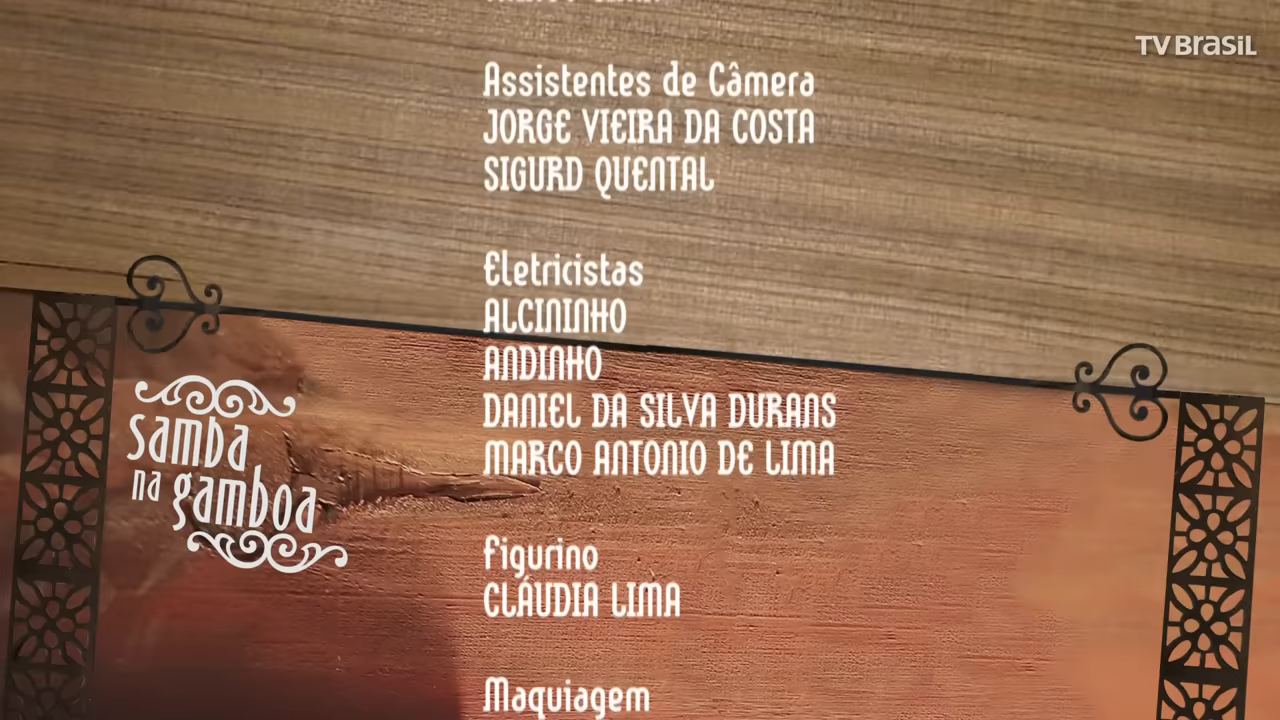 TV BRASIL
Assistentes de Câmera
JORGE VIEIRA DA COSTA
SIGURD QUENTAL
Eletricistas
ALCININHO
ANDINHO
DANIEL DA SILVA DURANS
MARCO ANTONIO DE LIMA
samba
na gamboa
Figurino
CLÁUDIA LIMA
Maquiagem